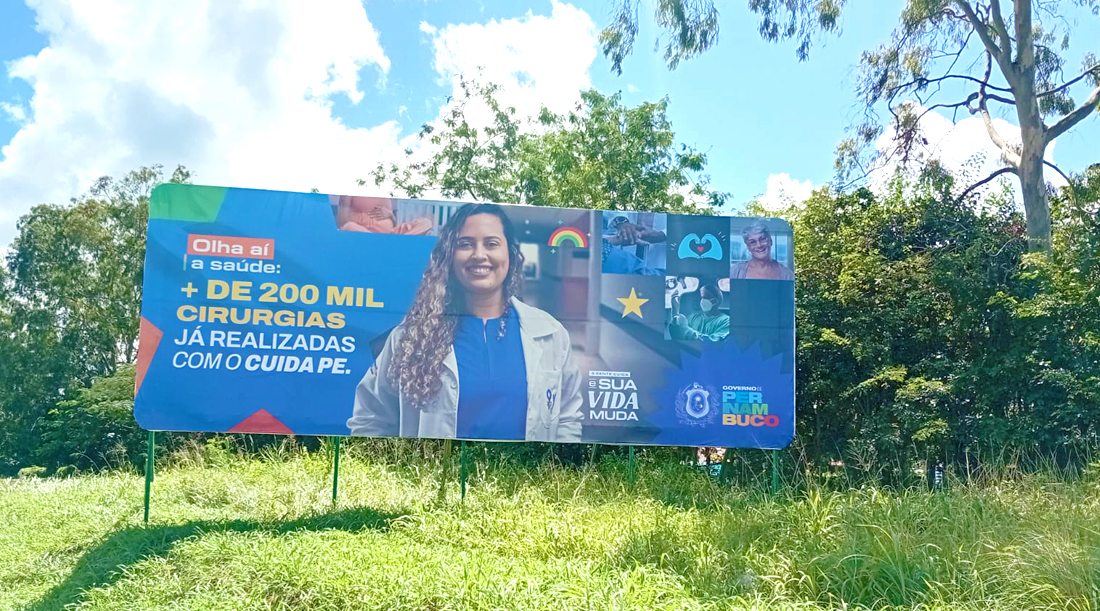 Olha aí
a saúde:
+ DE 200 MIL
CIRURGIAS
JÁ REALIZADAS
COM O CUIDA PE.
A GENTE CUIDA
E SUA
VIDA
MUDA
GOVERNO DE
PER
NAM
BUCO